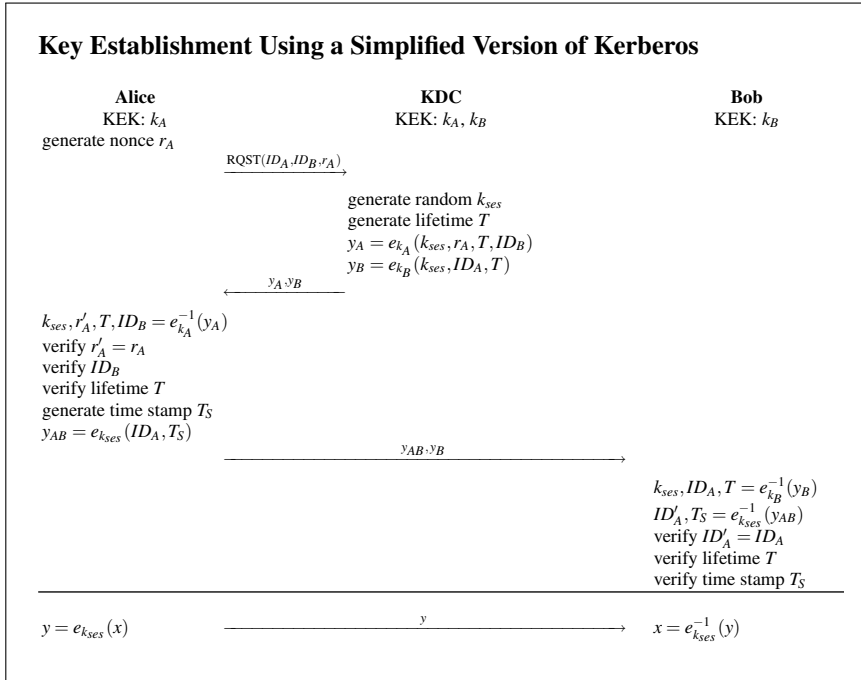 Key Establishment Using a Simplified Version of Kerberos
Alice KDC Bob
KEK: k_A KEK: k_A, k_B KEK: k_B
generate nonce r_A
RQST(ID_A,ID_B,r_A)
generate random k_ses
generate lifetime T
y_A = e_{k_A}(k_ses, r_A, T, ID_B)
y_B = e_{k_B}(k_ses, ID_A, T)
y_A,y_B
k_ses, r′_A, T, ID_B = e^{-1}_{k_A}(y_A)
verify r′_A = r_A
verify ID_B
verify lifetime T
generate time stamp T_S
y_AB = e_{k_ses}(ID_A, T_S)
y_AB,y_B
k_ses, ID_A, T = e^{-1}_{k_B}(y_B)
ID′_A, T_S = e^{-1}_{k_ses}(y_AB)
verify ID′_A = ID_A
verify lifetime T
verify time stamp T_S
y = e_{k_ses}(x) y x = e^{-1}_{k_ses}(y)